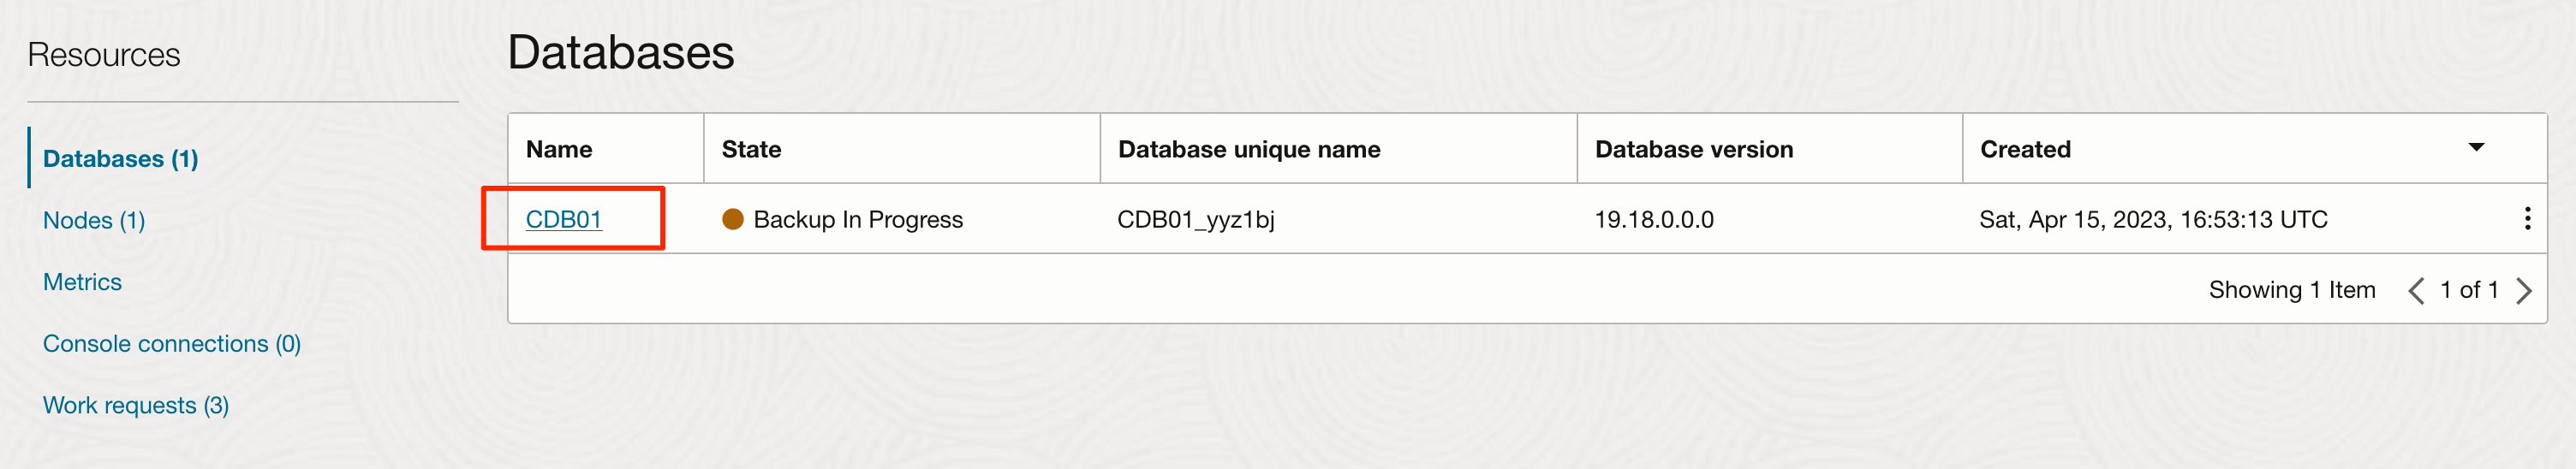 Resources
Databases (1)
Nodes (1)
Metrics
Console connections (0)
Work requests (3)
Databases
Name State Database unique name Database version Created
CDB01 Backup In Progress CDB01_yyz1bj 19.18.0.0.0 Sat, Apr 15, 2023, 16:53:13 UTC
Showing 1 Item 1 of 1